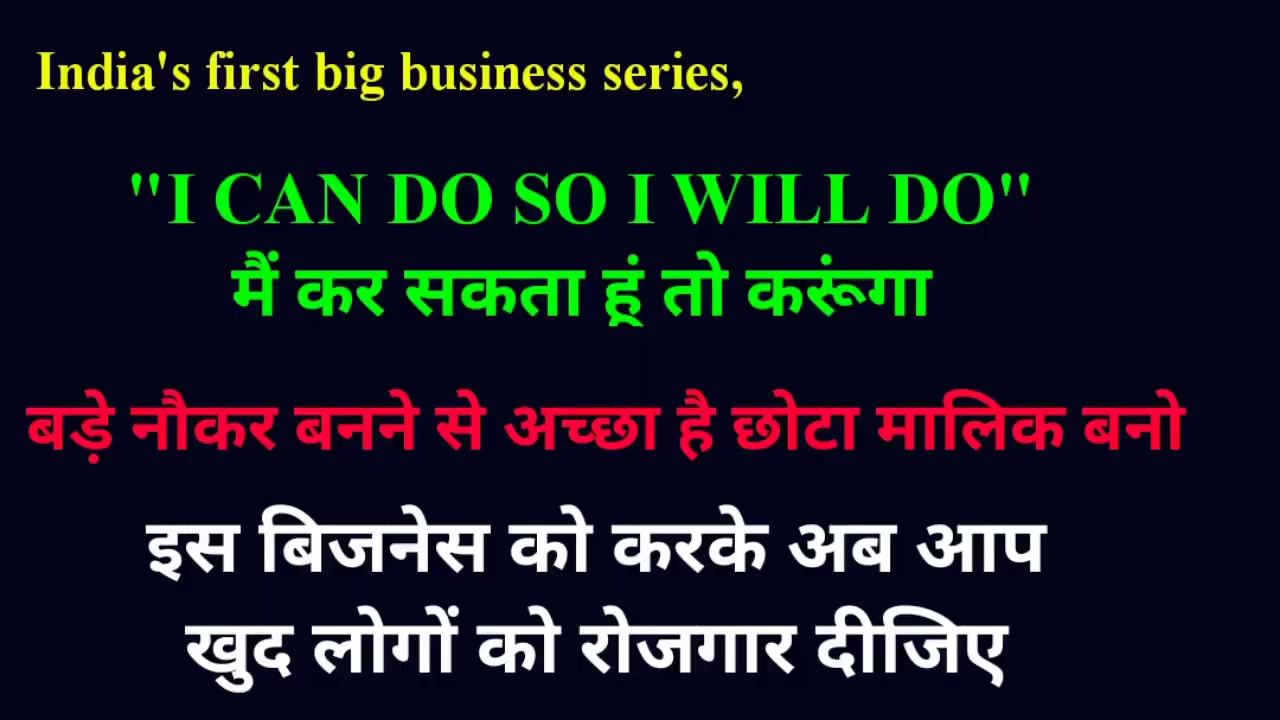 India's first big business series,
"I CAN DO SO I WILL DO"
मैं कर सकता हूं तो करूंगा
बड़े नौकर बनने से अच्छा है छोटा मालिक बनो
इस बिजनेस को करके अब आप
खुद लोगों को रोजगार दीजिए